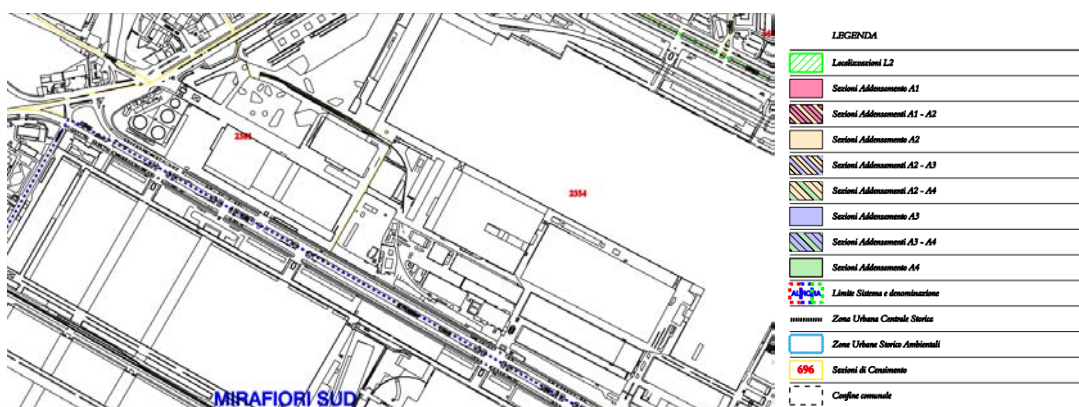 2381
2354
MIRAFIORI SUD
LEGENDA
Localizzazioni L2
Sezioni Addensamento A1
Sezioni Addensamenti A1 - A2
Sezioni Addensamento A2
Sezioni Addensamenti A2 - A3
Sezioni Addensamenti A2 - A4
Sezioni Addensamento A3
Sezioni Addensamenti A3 - A4
Sezioni Addensamento A4
AURORA Limite Sistema e denominazione
Zona Urbana Centrale Storica
Zone Urbane Storico Ambientali
696 Sezioni di Censimento
Confine comunale